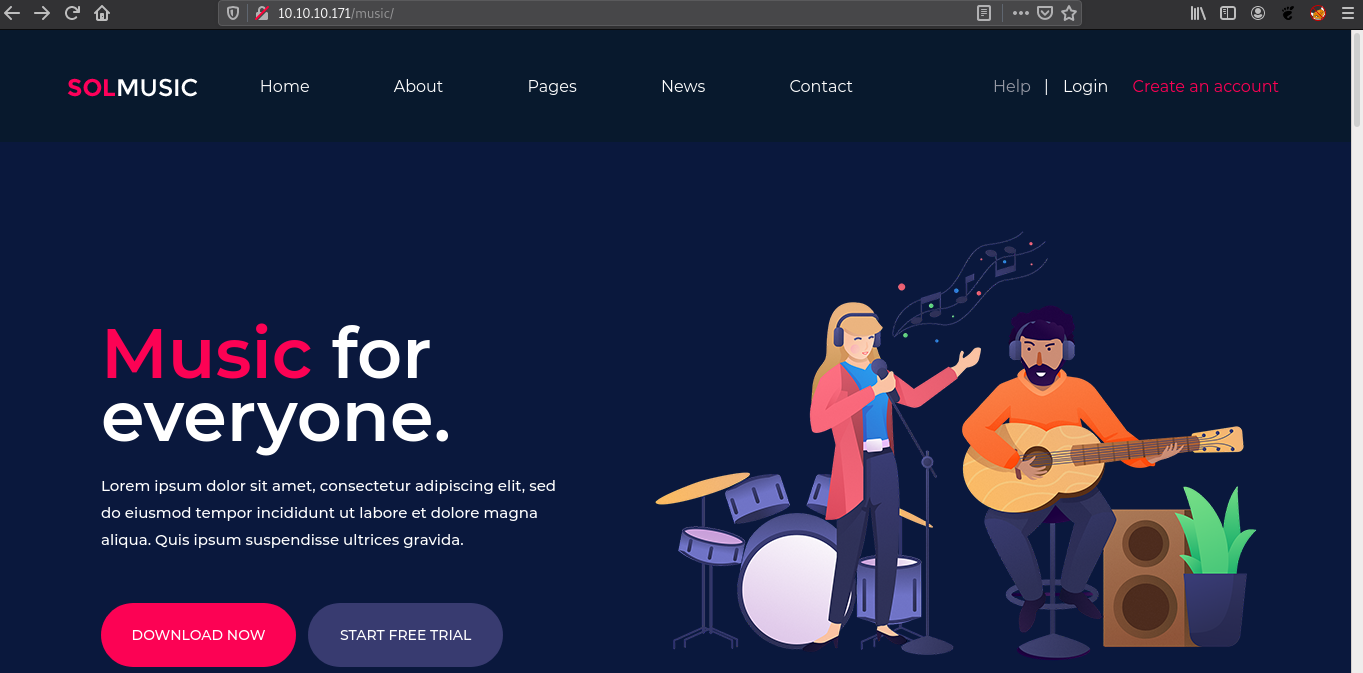 10.10.10.171/music/
SOLMUSIC Home About Pages News Contact Help | Login Create an account
Music for
everyone.
Lorem ipsum dolor sit amet, consectetur adipiscing elit, sed
do eiusmod tempor incididunt ut labore et dolore magna
aliqua. Quis ipsum suspendisse ultrices gravida.
DOWNLOAD NOW START FREE TRIAL